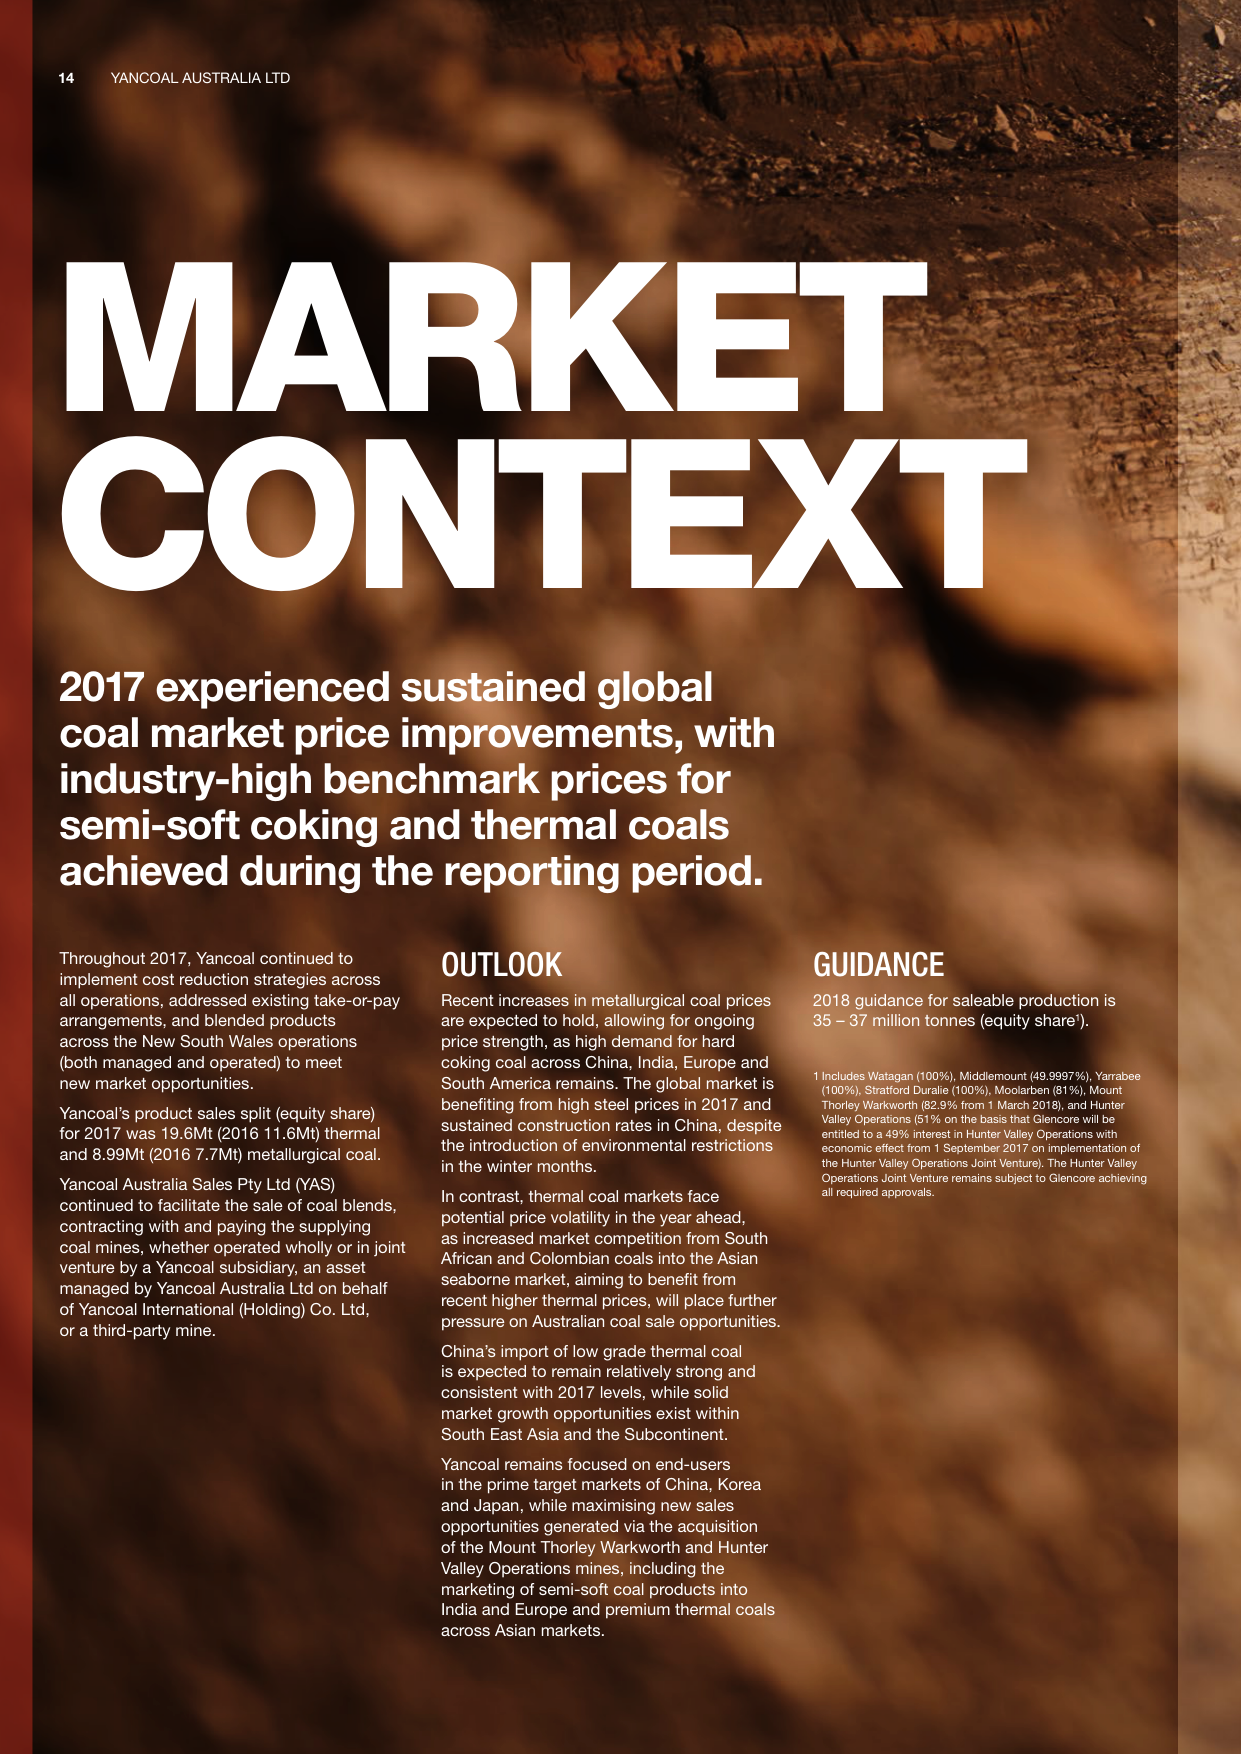 14 YANCOAL AUSTRALIA LTD
MARKET
CONTEXT
2017 experienced sustained global
coal market price improvements, with
industry-high benchmark prices for
semi-soft coking and thermal coals
achieved during the reporting period.
Throughout 2017, Yancoal continued to
implement cost reduction strategies across
all operations, addressed existing take-or-pay
arrangements, and blended products
across the New South Wales operations
(both managed and operated) to meet
new market opportunities.
Yancoal's product sales split (equity share)
for 2017 was 19.6Mt (2016 11.6Mt) thermal
and 8.99Mt (2016 7.7Mt) metallurgical coal.
Yancoal Australia Sales Pty Ltd (YAS)
continued to facilitate the sale of coal blends,
contracting with and paying the supplying
coal mines, whether operated wholly or in joint
venture by a Yancoal subsidiary, an asset
managed by Yancoal Australia Ltd on behalf
of Yancoal International (Holding) Co. Ltd,
or a third-party mine.
OUTLOOK
Recent increases in metallurgical coal prices
are expected to hold, allowing for ongoing
price strength, as high demand for hard
coking coal across China, India, Europe and
South America remains. The global market is
benefiting from high steel prices in 2017 and
sustained construction rates in China, despite
the introduction of environmental restrictions
in the winter months.
In contrast, thermal coal markets face
potential price volatility in the year ahead,
as increased market competition from South
African and Colombian coals into the Asian
seaborne market, aiming to benefit from
recent higher thermal prices, will place further
pressure on Australian coal sale opportunities.
China's import of low grade thermal coal
is expected to remain relatively strong and
consistent with 2017 levels, while solid
market growth opportunities exist within
South East Asia and the Subcontinent.
Yancoal remains focused on end-users
in the prime target markets of China, Korea
and Japan, while maximising new sales
opportunities generated via the acquisition
of the Mount Thorley Warkworth and Hunter
Valley Operations mines, including the
marketing of semi-soft coal products into
India and Europe and premium thermal coals
across Asian markets.
GUIDANCE
2018 guidance for saleable production is
35 – 37 million tonnes (equity share¹).
1 Includes Watagan (100%), Middlemount (49.9997%), Yarrabee
(100%), Stratford Duralie (100%), Moolarben (81%), Mount
Thorley Warkworth (82.9% from 1 March 2018), and Hunter
Valley Operations (51% on the basis that Glencore will be
entitled to a 49% interest in Hunter Valley Operations with
economic effect from 1 September 2017 on implementation of
the Hunter Valley Operations Joint Venture). The Hunter Valley
Operations Joint Venture remains subject to Glencore achieving
all required approvals.